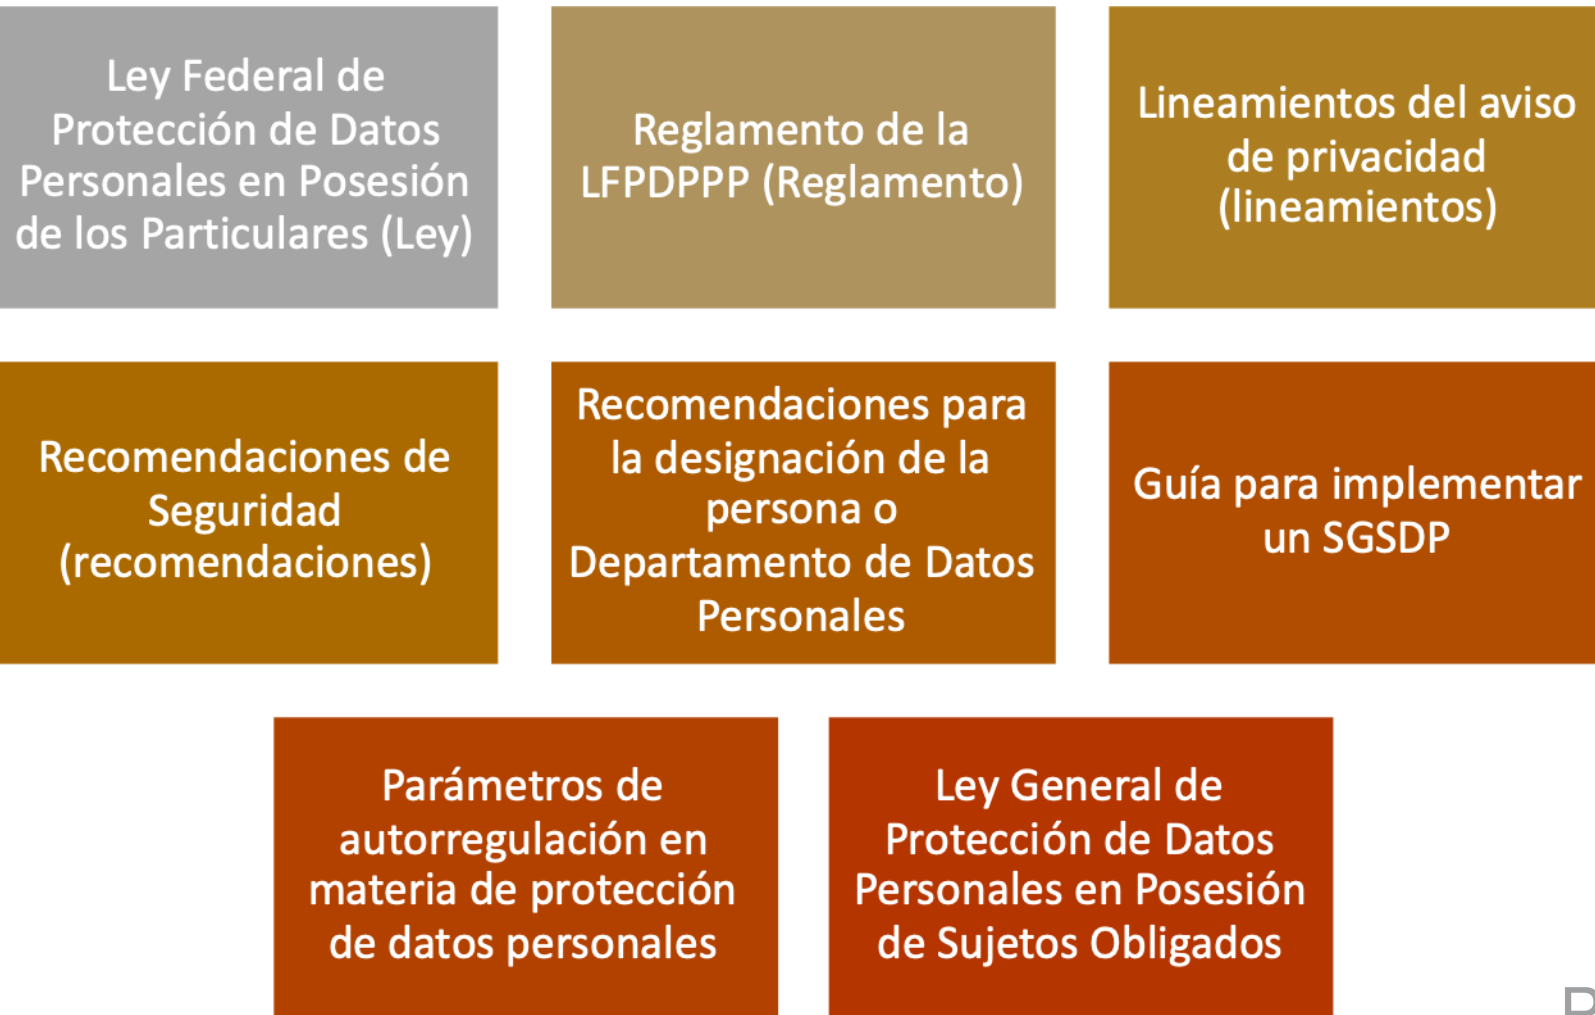 Ley Federal de
Protección de Datos
Personales en Posesión
de los Particulares (Ley)
Reglamento de la
LFPDPPP (Reglamento)
Lineamientos del aviso
de privacidad
(lineamientos)
Recomendaciones de
Seguridad
(recomendaciones)
Recomendaciones para
la designación de la
persona o
Departamento de Datos
Personales
Guía para implementar
un SGSDP
Parámetros de
autorregulación en
materia de protección
de datos personales
Ley General de
Protección de Datos
Personales en Posesión
de Sujetos Obligados